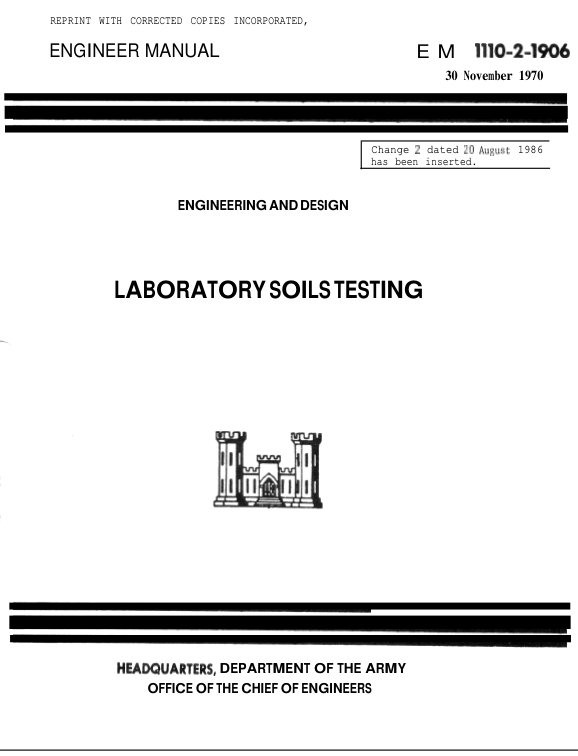 REPRINT WITH CORRECTED COPIES INCORPORATED,
ENGINEER MANUAL
EM 1110-2-1906
30 November 1970
Change 2 dated 20 August 1986
has been inserted.
ENGINEERING AND DESIGN
LABORATORY SOILS TESTING
HEADQUARTERS, DEPARTMENT OF THE ARMY
OFFICE OF THE CHIEF OF ENGINEERS